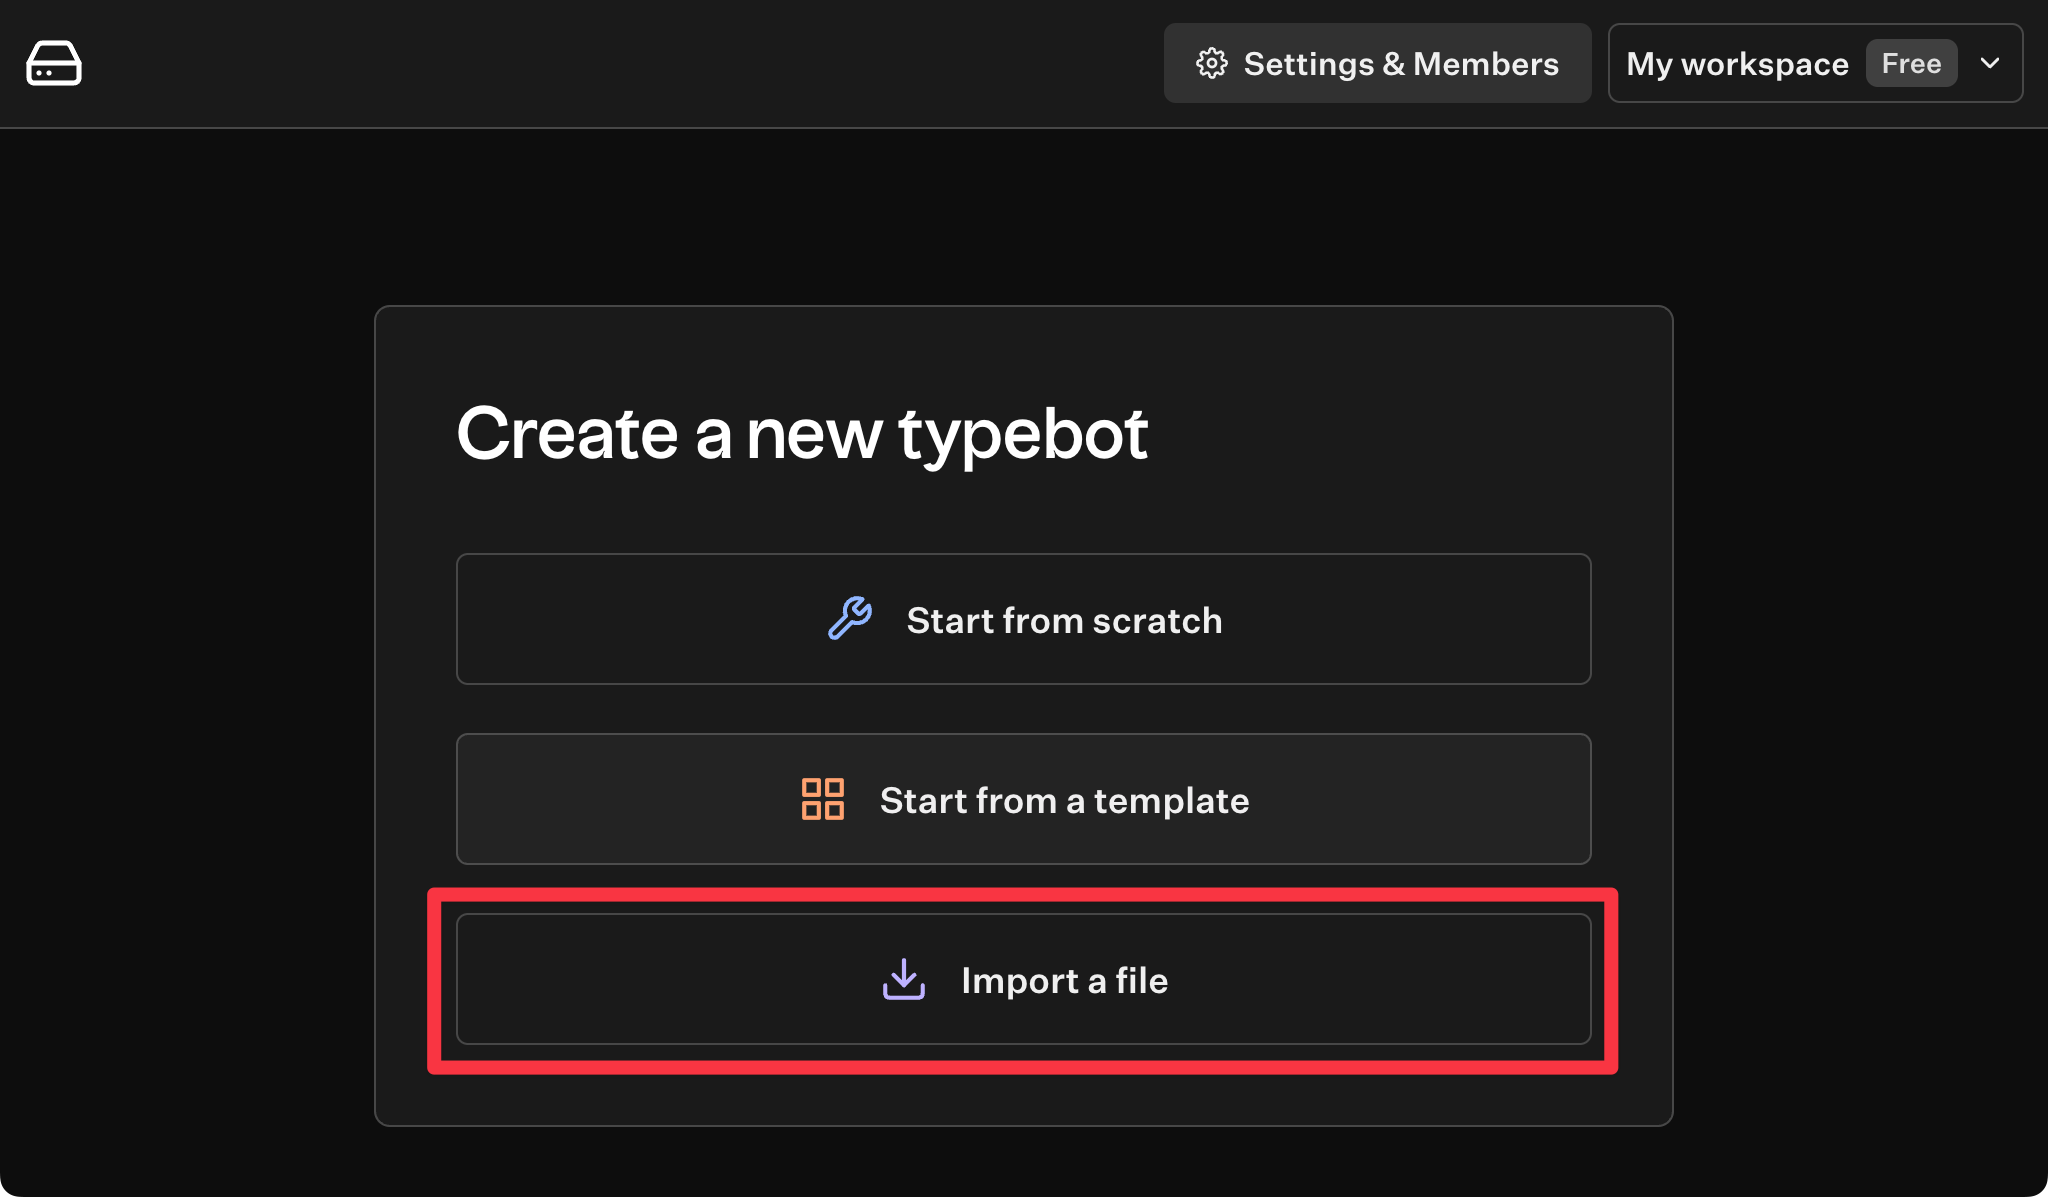 Settings & Members
My workspace Free
Create a new typebot
Start from scratch
Start from a template
Import a file